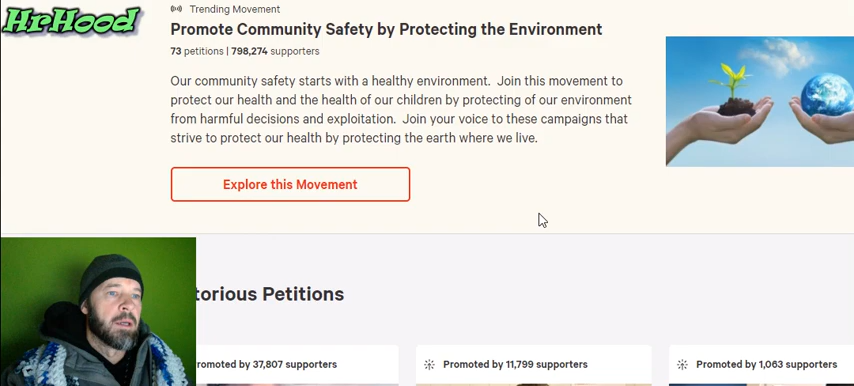 HrHood
Trending Movement
Promote Community Safety by Protecting the Environment
73 petitions | 798,274 supporters
Our community safety starts with a healthy environment. Join this movement to
protect our health and the health of our children by protecting of our environment
from harmful decisions and exploitation. Join your voice to these campaigns that
strive to protect our health by protecting the earth where we live.
Explore this Movement
torious Petitions
romoted by 37,807 supporters
Promoted by 11,799 supporters
Promoted by 1,063 supporters